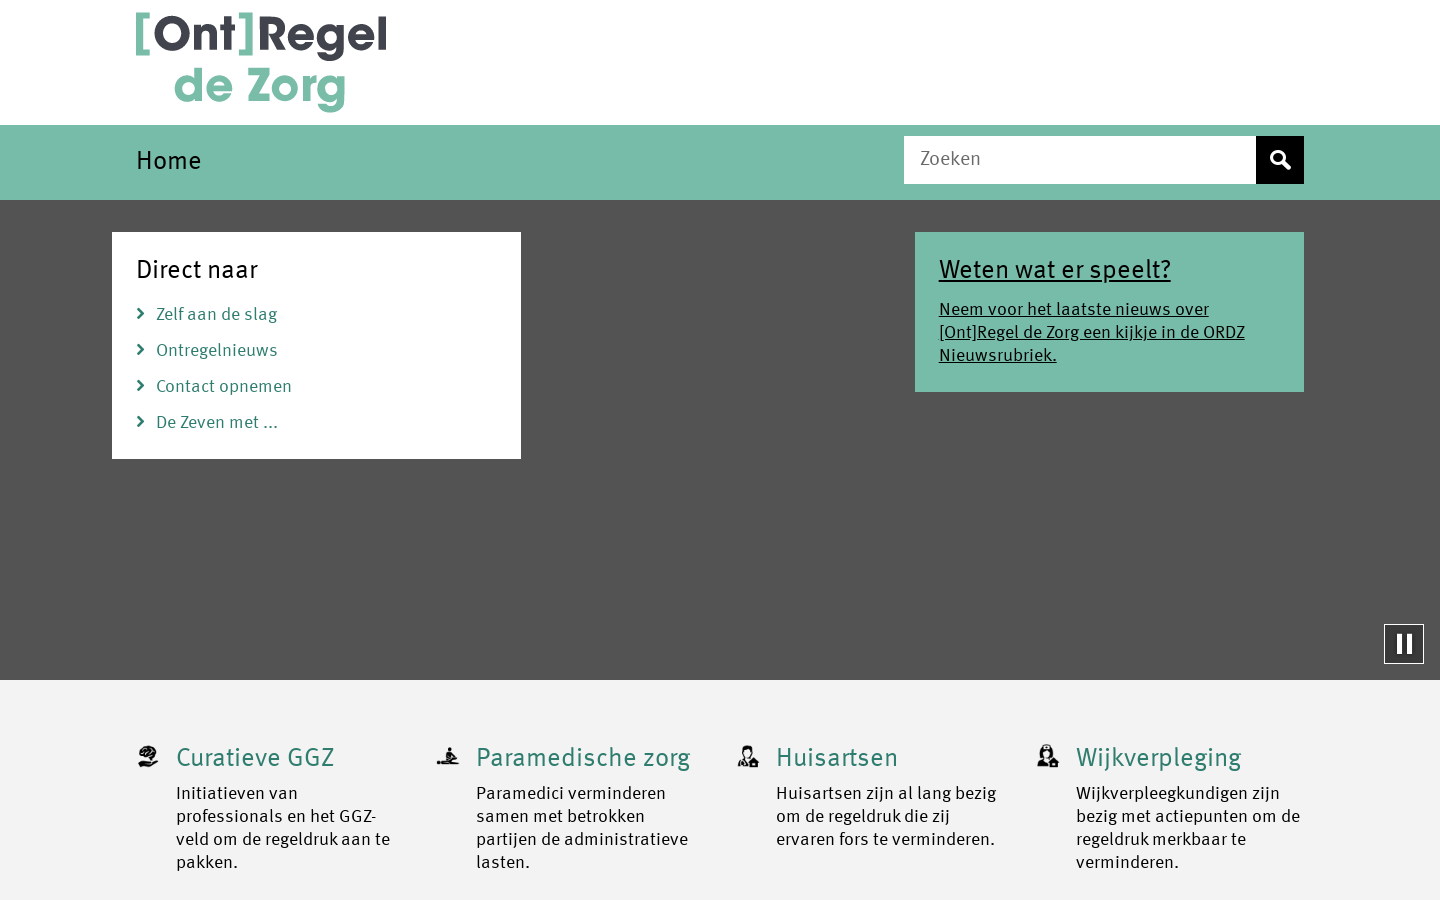 [Ont]Regel
de Zorg
Home
Zoeken
Direct naar
Zelf aan de slag
Ontregelnieuws
Contact opnemen
De Zeven met ...
Weten wat er speelt?
Neem voor het laatste nieuws over
[Ont]Regel de Zorg een kijkje in de ORDZ
Nieuwsrubriek.
Curatieve GGZ
Initiatieven van
professionals en het GGZ-
veld om de regeldruk aan te
pakken.
Paramedische zorg
Paramedici verminderen
samen met betrokken
partijen de administratieve
lasten.
Huisartsen
Huisartsen zijn al lang bezig
om de regeldruk die zij
ervaren fors te verminderen.
Wijkverpleging
Wijkverpleegkundigen zijn
bezig met actiepunten om de
regeldruk merkbaar te
verminderen.